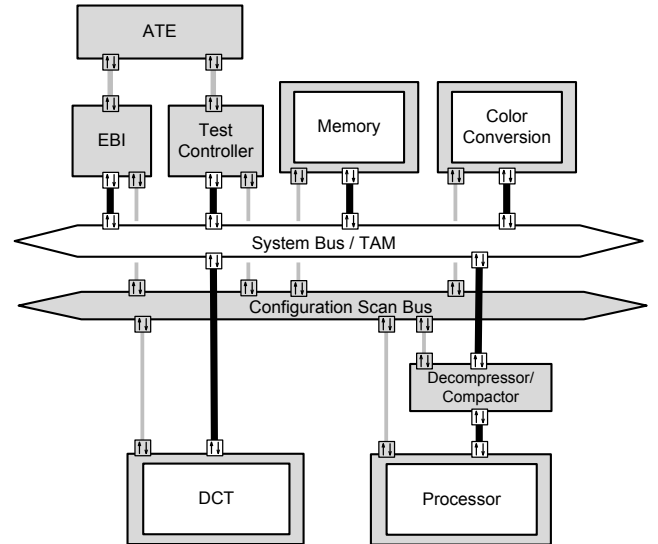 ATE
EBI
Test
Controller
Memory
Color
Conversion
System Bus / TAM
Configuration Scan Bus
Decompressor/
Compactor
DCT
Processor